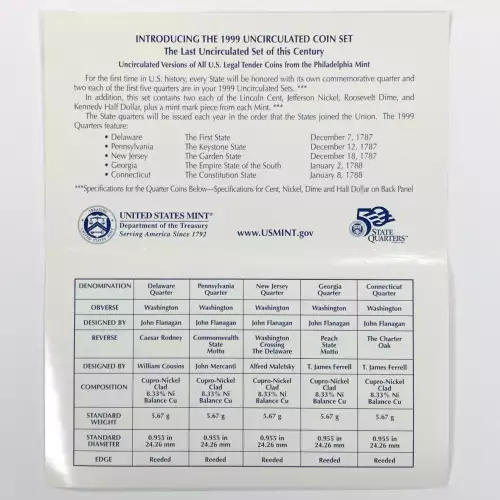 INTRODUCING THE 1999 UNCIRCULATED COIN SET
The Last Uncirculated Set of this Century
Uncirculated Versions of All U.S. Legal Tender Coins from the Philadelphia Mint
For the first time in U.S. history, every State will be honored with its own commemorative quarter and
two each of the first five quarters are in your 1999 Uncirculated Sets. ***
In addition, this set contains two each of the Lincoln Cent, Jefferson Nickel, Roosevelt Dime, and
Kennedy Half Dollar, plus a mint mark piece from each Mint. ***
The State quarters will be issued each year in the order that the States joined the Union. The 1999
Quarters feature:
• Delaware The First State December 7, 1787
• Pennsylvania The Keystone State December 12, 1787
• New Jersey The Garden State December 18, 1787
• Georgia The Empire State of the South January 2, 1788
• Connecticut The Constitution State January 8, 1788
***Specifications for the Quarter Coins Below—Specifications for Cent, Nickel, Dime and Half Dollar on Back Panel
UNITED STATES MINT
Department of the Treasury
Serving America Since 1792
www.USMINT.gov
50
STATE
QUARTERS
DENOMINATION Delaware Quarter Pennsylvania Quarter New Jersey Quarter Georgia Quarter Connecticut Quarter
OBVERSE Washington Washington Washington Washington Washington
DESIGNED BY John Flanagan John Flanagan John Flanagan John Flanagan John Flanagan
REVERSE Caesar Rodney Commonwealth State Motto Washington Crossing The Delaware Peach State Motto The Charter Oak
DESIGNED BY William Cousins John Mercanti Alfred Maletsky T. James Ferrell T. James Ferrell
COMPOSITION Cupro-Nickel Clad 8.33% Ni Balance Cu Cupro-Nickel Clad 8.33% Ni Balance Cu Cupro-Nickel Clad 8.33% Ni Balance Cu Cupro-Nickel Clad 8.33% Ni Balance Cu Cupro-Nickel Clad 8.33% Ni Balance Cu
STANDARD WEIGHT 5.67 g 5.67 g 5.67 g 5.67 g 5.67 g
STANDARD DIAMETER 0.955 in 24.26 mm 0.955 in 24.26 mm 0.955 in 24.26 mm 0.955 in 24.26 mm 0.955 in 24.26 mm
EDGE Reeded Reeded Reeded Reeded Reeded